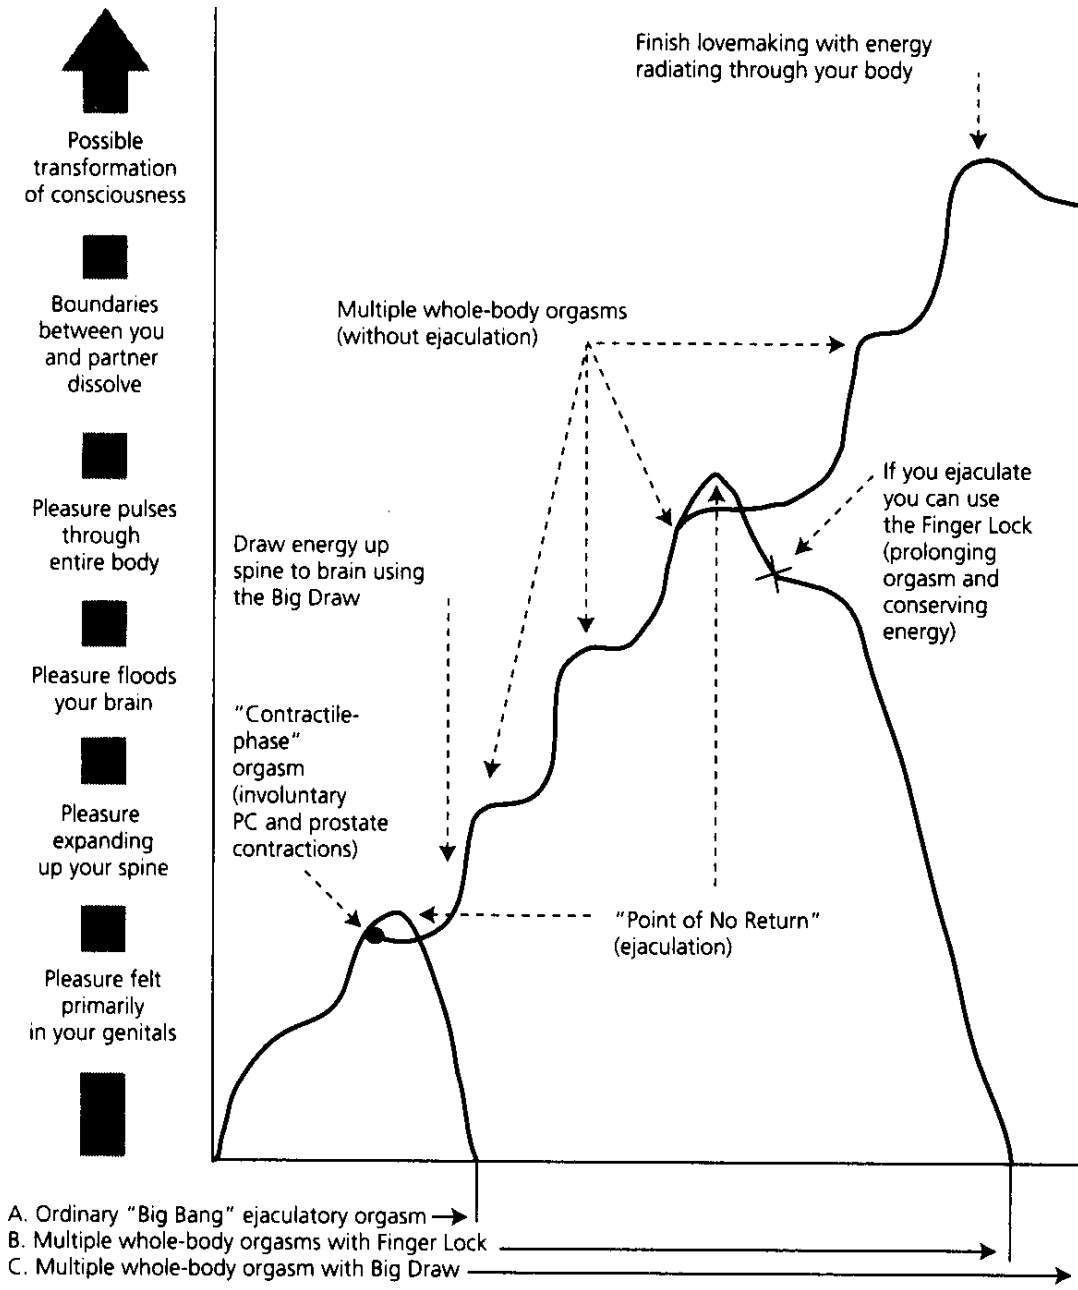 Finish lovemaking with energy
radiating through your body
Possible
transformation
of consciousness
Boundaries
between you
and partner
dissolve
Multiple whole-body orgasms
(without ejaculation)
Pleasure pulses
through
entire body
If you ejaculate
you can use
the Finger Lock
(prolonging
orgasm and
conserving
energy)
Draw energy up
spine to brain using
the Big Draw
Pleasure floods
your brain
"Contractile-
phase"
orgasm
(involuntary
PC and prostate
contractions)
Pleasure
expanding
up your spine
"Point of No Return"
(ejaculation)
Pleasure felt
primarily
in your genitals
A. Ordinary "Big Bang" ejaculatory orgasm
B. Multiple whole-body orgasms with Finger Lock
C. Multiple whole-body orgasm with Big Draw